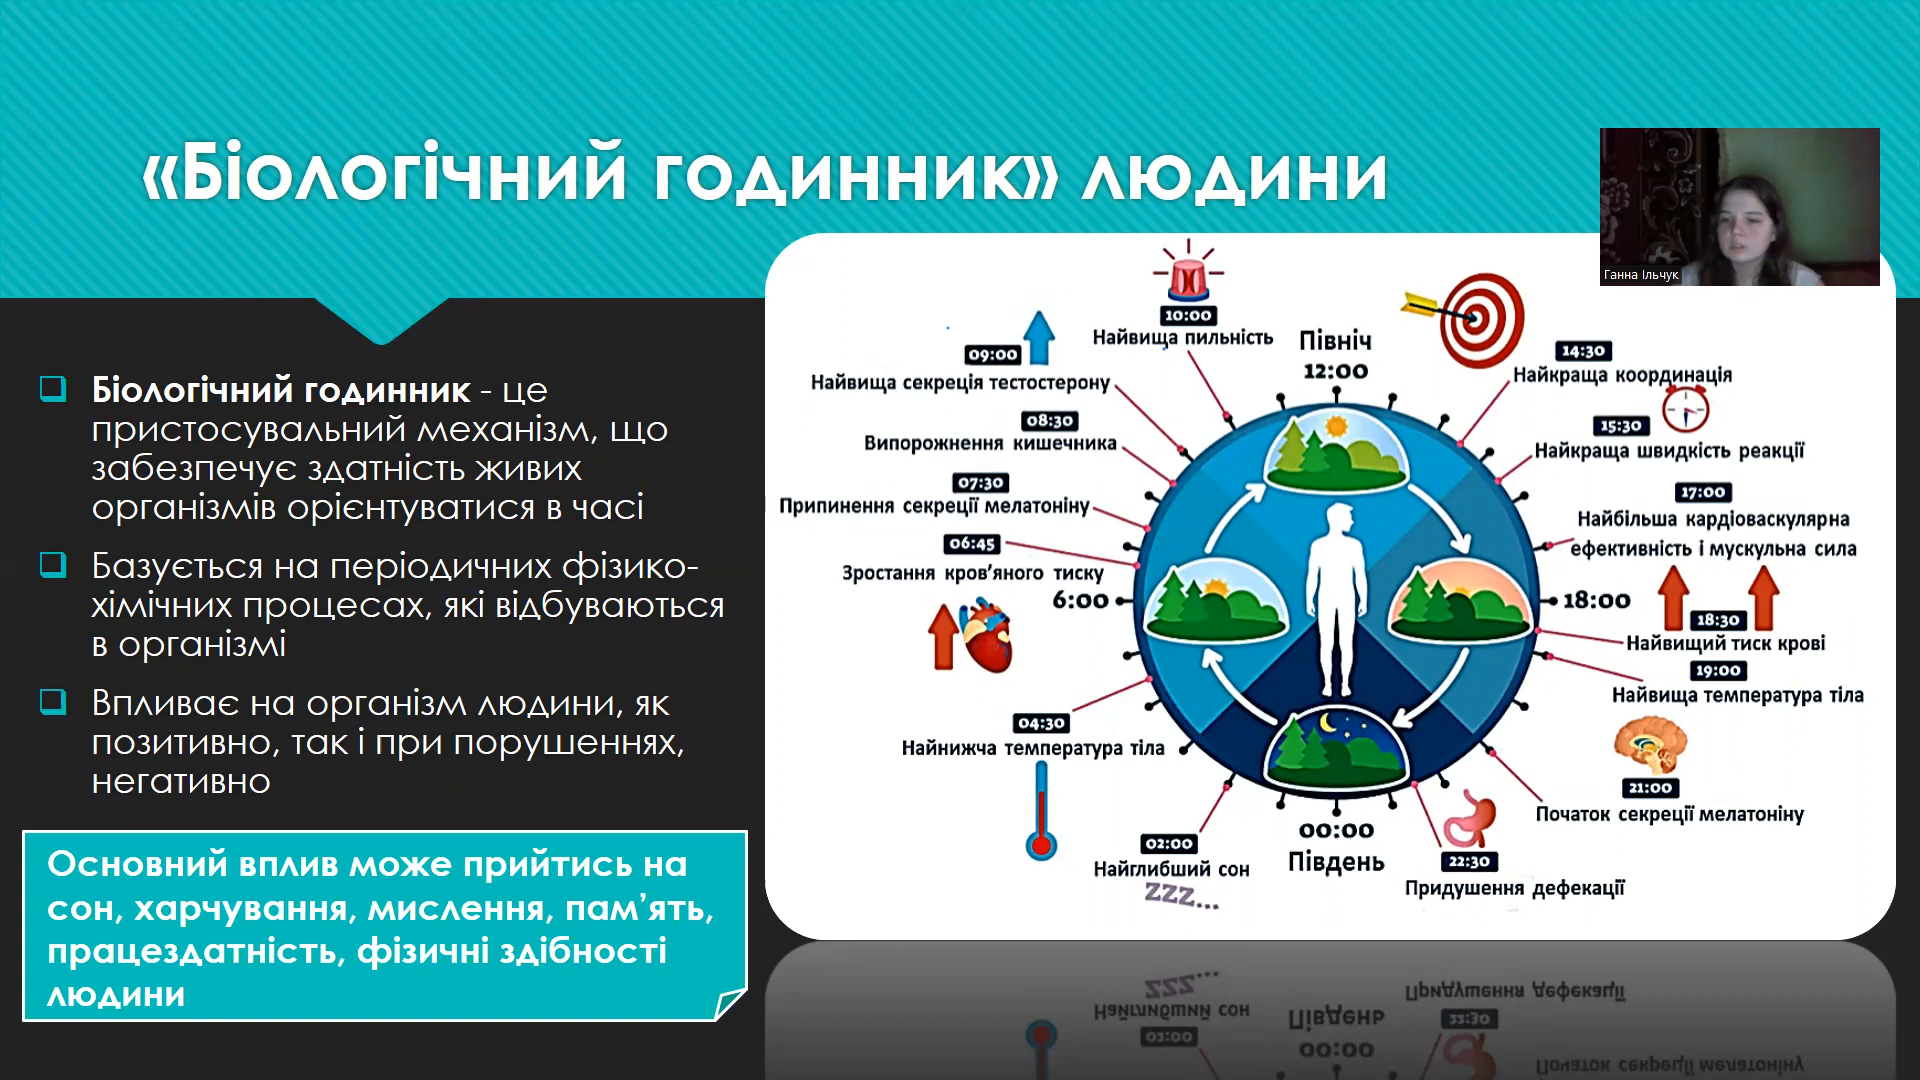 «Біологічний годинник» людини
Ганна Ільчук
Біологічний годинник - це
пристосувальний механізм, що
забезпечує здатність живих
організмів орієнтуватися в часі
Базується на періодичних фізико-
хімічних процесах, які відбуваються
в організмі
Впливає на організм людини, як
позитивно, так і при порушеннях,
негативно
Основний вплив може прийтись на
сон, харчування, мислення, пам’ять,
працездатність, фізичні здібності
людини
10:00
Найвища пильність
Північ
12:00
09:00
Найвища секреція тестостерону
08:30
Випорожнення кишечника
07:30
Припинення секреції мелатоніну
06:45
Зростання кров’яного тиску
6:00
04:30
Найнижча температура тіла
02:00
Найглибший сон
ZZZ...
00:00
Південь
14:30
Найкраща координація
15:30
Найкраща швидкість реакції
17:00
Найбільша кардіоваскулярна
ефективність і мускульна сила
18:00
18:30
Найвищий тиск крові
19:00
Найвища температура тіла
21:00
Початок секреції мелатоніну
22:30
Придушення дефекації